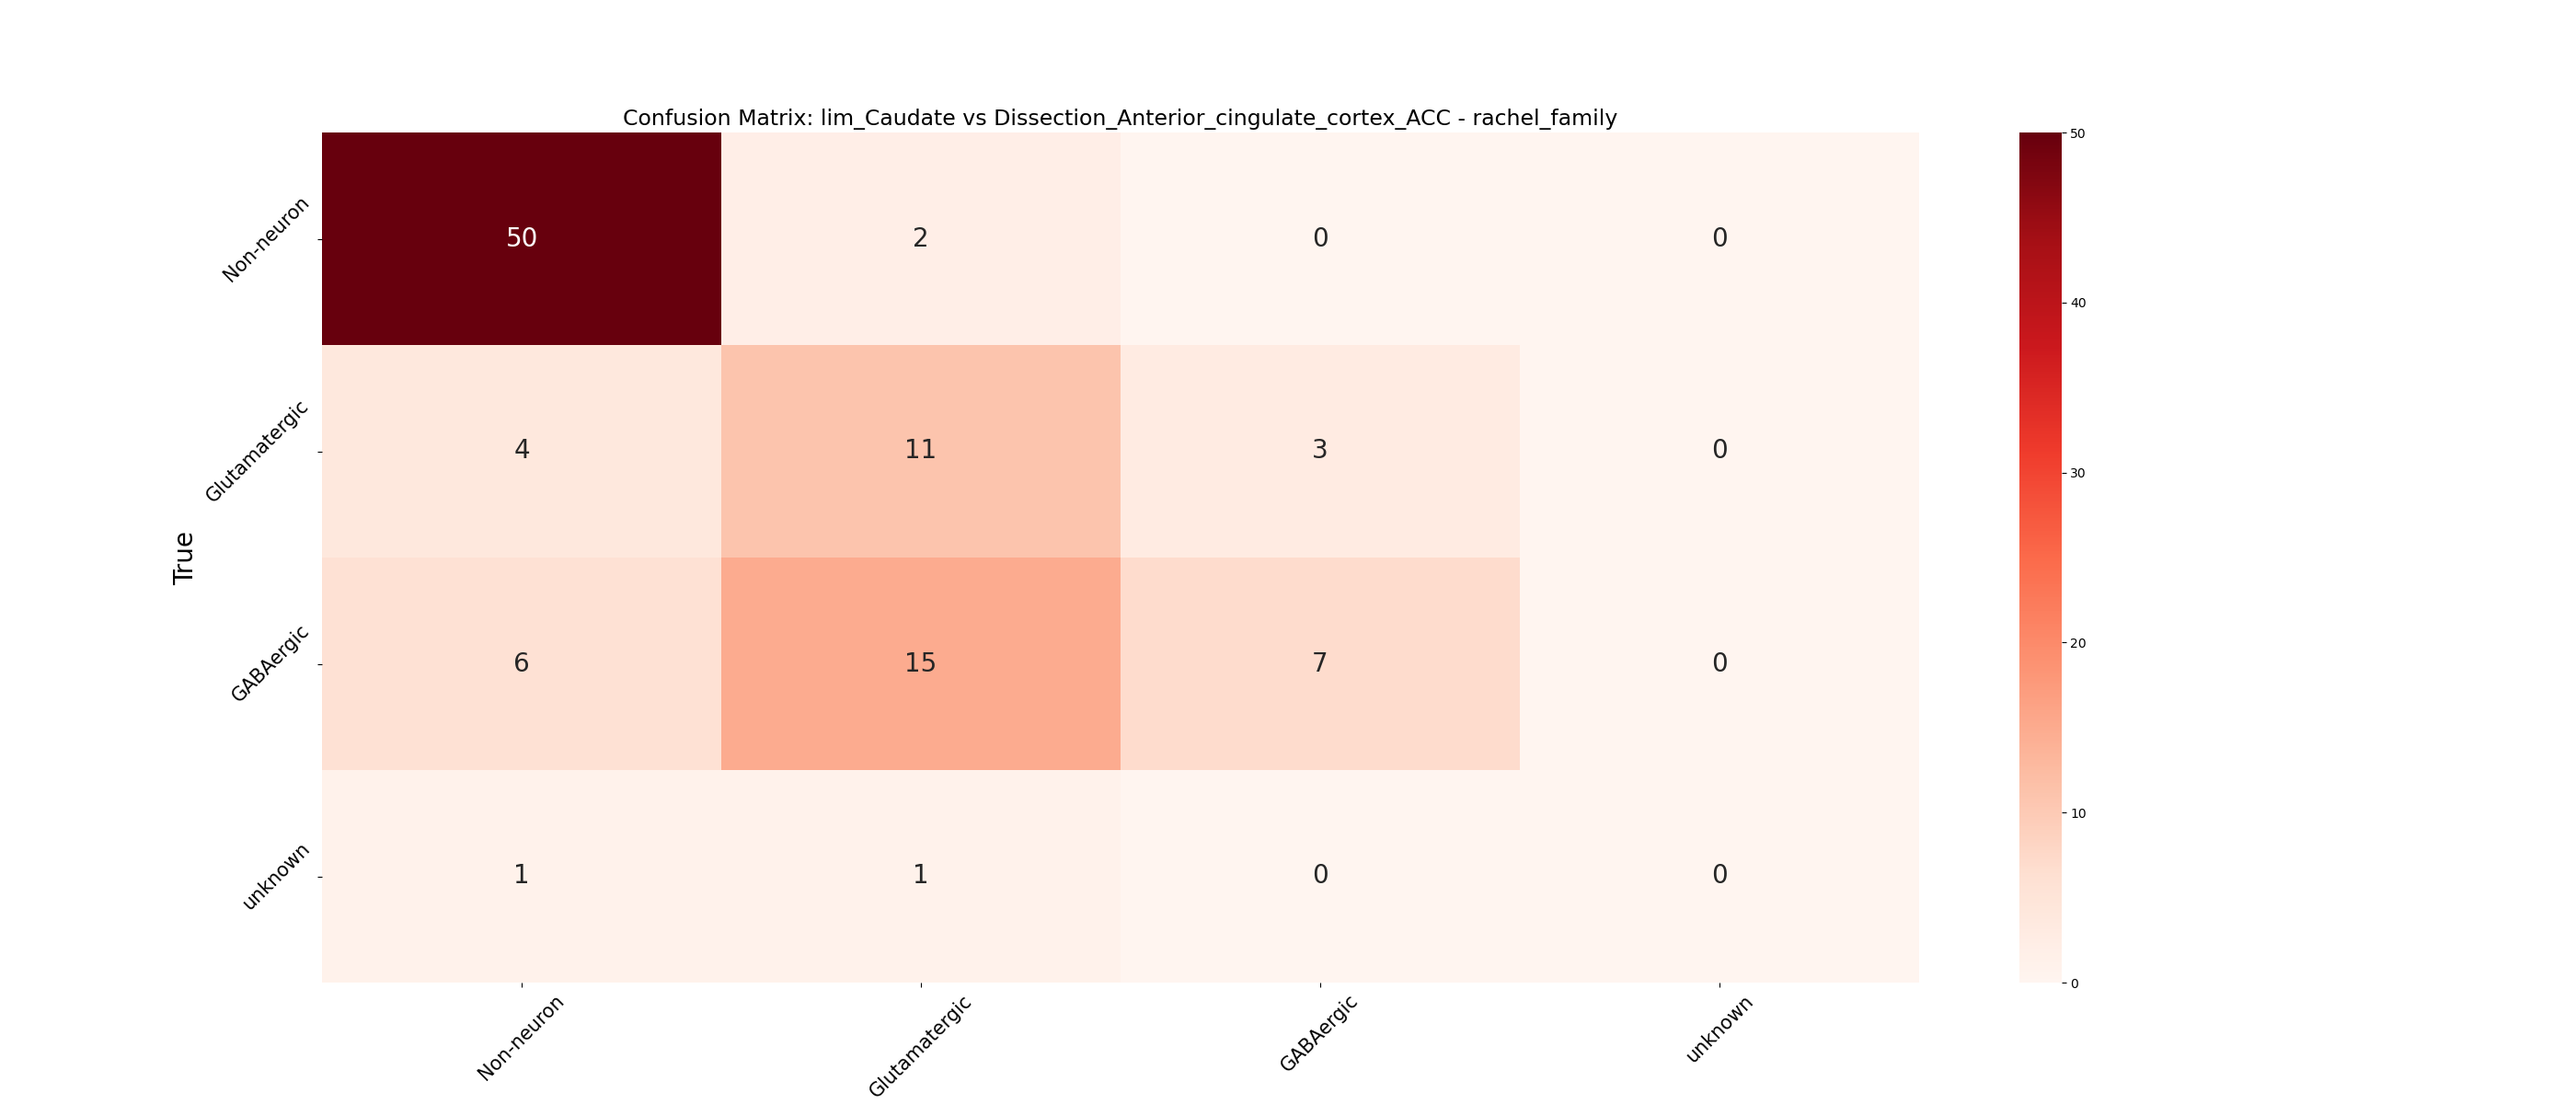 Confusion Matrix: lim_Caudate vs Dissection_Anterior_cingulate_cortex_ACC - rachel_family
True
Non-neuron
50 2 0 0
Glutamatergic
4 11 3 0
GABAergic
6 15 7 0
unknown
1 1 0 0
Non-neuron Glutamatergic GABAergic unknown
50
40
30
20
10
0